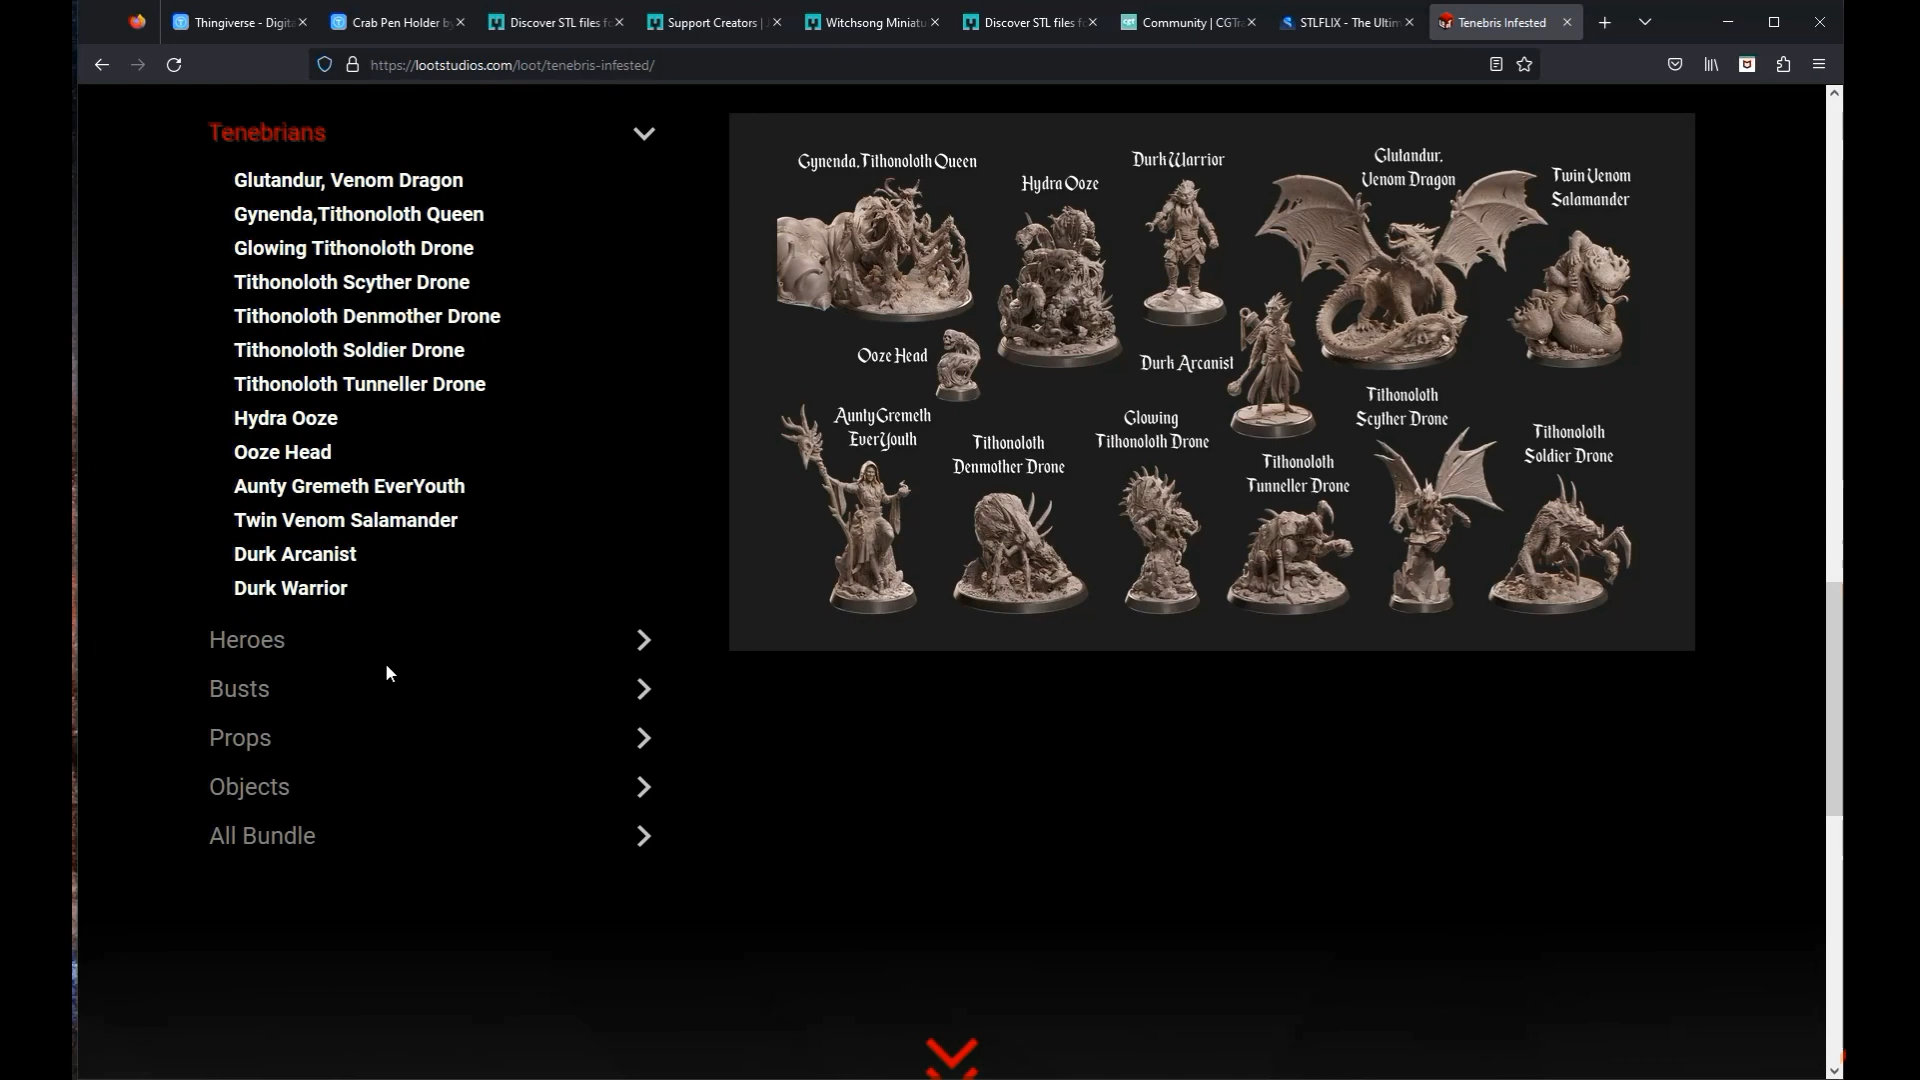 Thingiverse - Digit
Crab Pen Holder b
Discover STL files fo
Support Creators |
Witchsong Miniatu
Discover STL files fo
Community | CGTra
STLFLIX - The Ultim
Tenebris Infested
https://lootstudios.com/loot/tenebris-infested/
Tenebrians
Glutandur, Venom Dragon
Gynenda,Tithonoloth Queen
Glowing Tithonoloth Drone
Tithonoloth Scyther Drone
Tithonoloth Denmother Drone
Tithonoloth Soldier Drone
Tithonoloth Tunneller Drone
Hydra Ooze
Ooze Head
Aunty Gremeth EverYouth
Twin Venom Salamander
Durk Arcanist
Durk Warrior
Heroes
Busts
Props
Objects
All Bundle
Gynenda,Tithonoloth Queen
Hydra Ooze
Durk Warrior
Glutandur,
Venom Dragon
Twin Venom
Salamander
Ooze Head
Durk Arcanist
Aunty Gremeth
EverYouth
Tithonoloth
Denmother Drone
Glowing
Tithonoloth Drone
Tithonoloth
Tunneller Drone
Tithonoloth
Scyther Drone
Tithonoloth
Soldier Drone